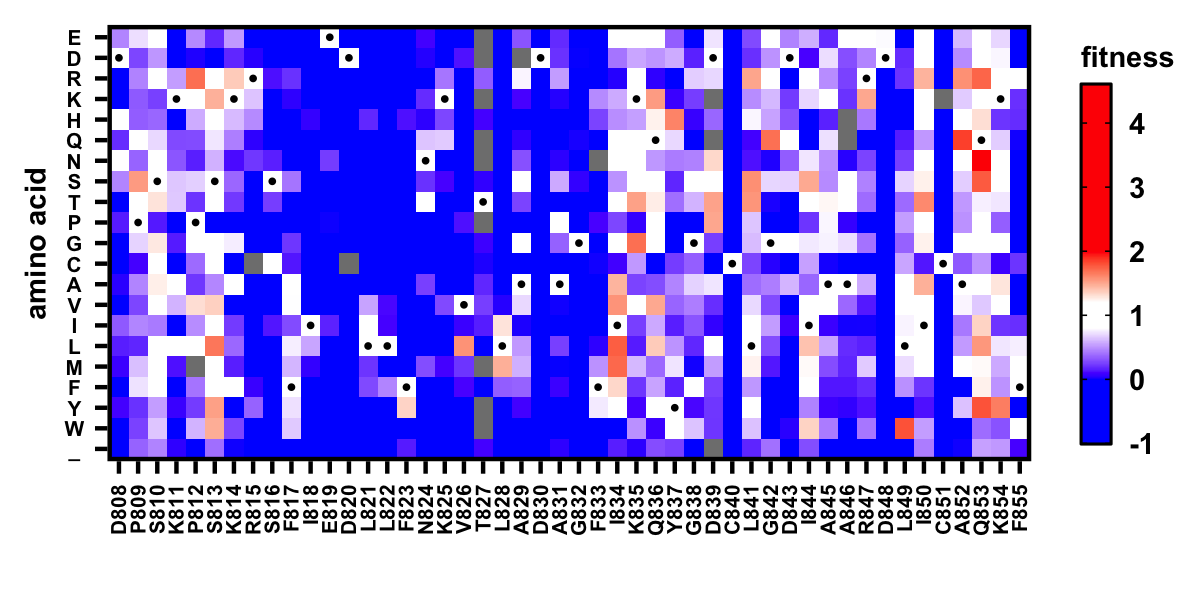 fitness
4
3
2
1
0
-1
amino acid
E
D
R
K
H
Q
N
S
T
P
G
C
A
V
I
L
M
F
Y
W
_
D808 P809 S810 K811 P812 S813 K814 R815 S816 F817 I818 E819 D820 L821 L822 F823 N824 K825 V826 T827 L828 A829 D830 A831 G832 F833 I834 K835 Q836 Y837 G838 D839 C840 L841 G842 D843 I844 A845 A846 R847 D848 L849 I850 C851 A852 Q853 K854 F855